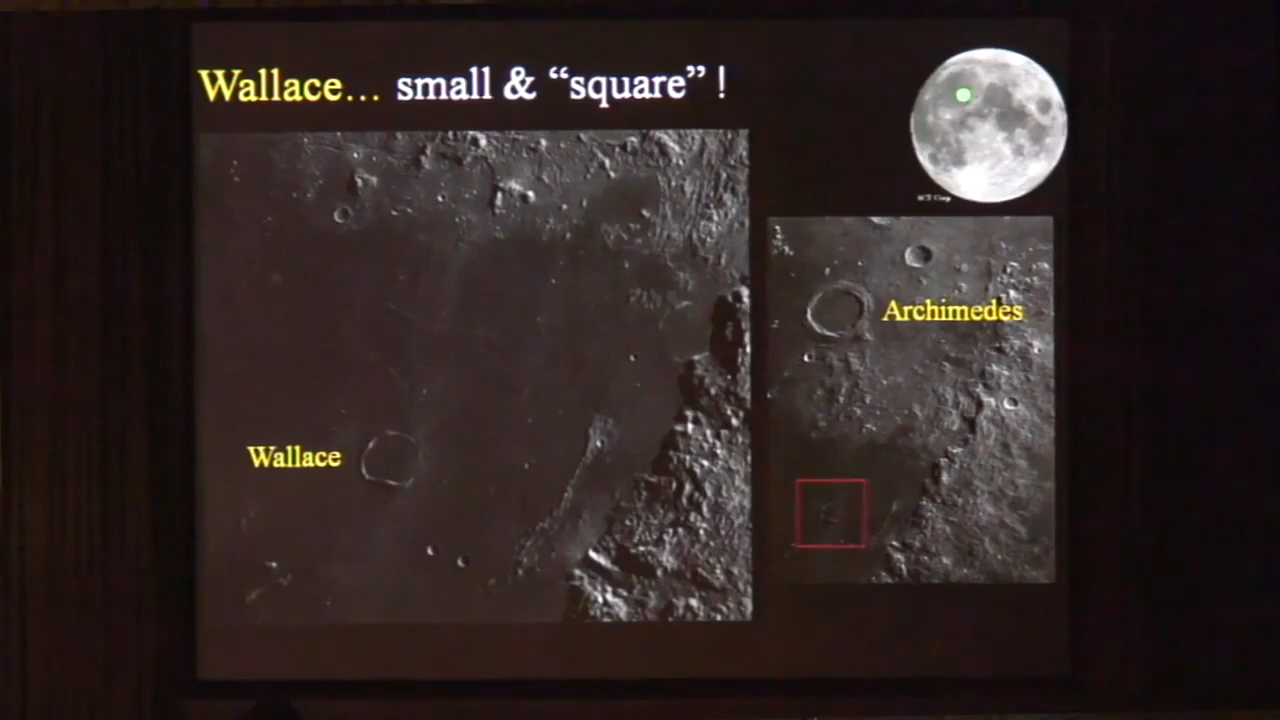 Wallace… small & “square” !
Archimedes
Wallace